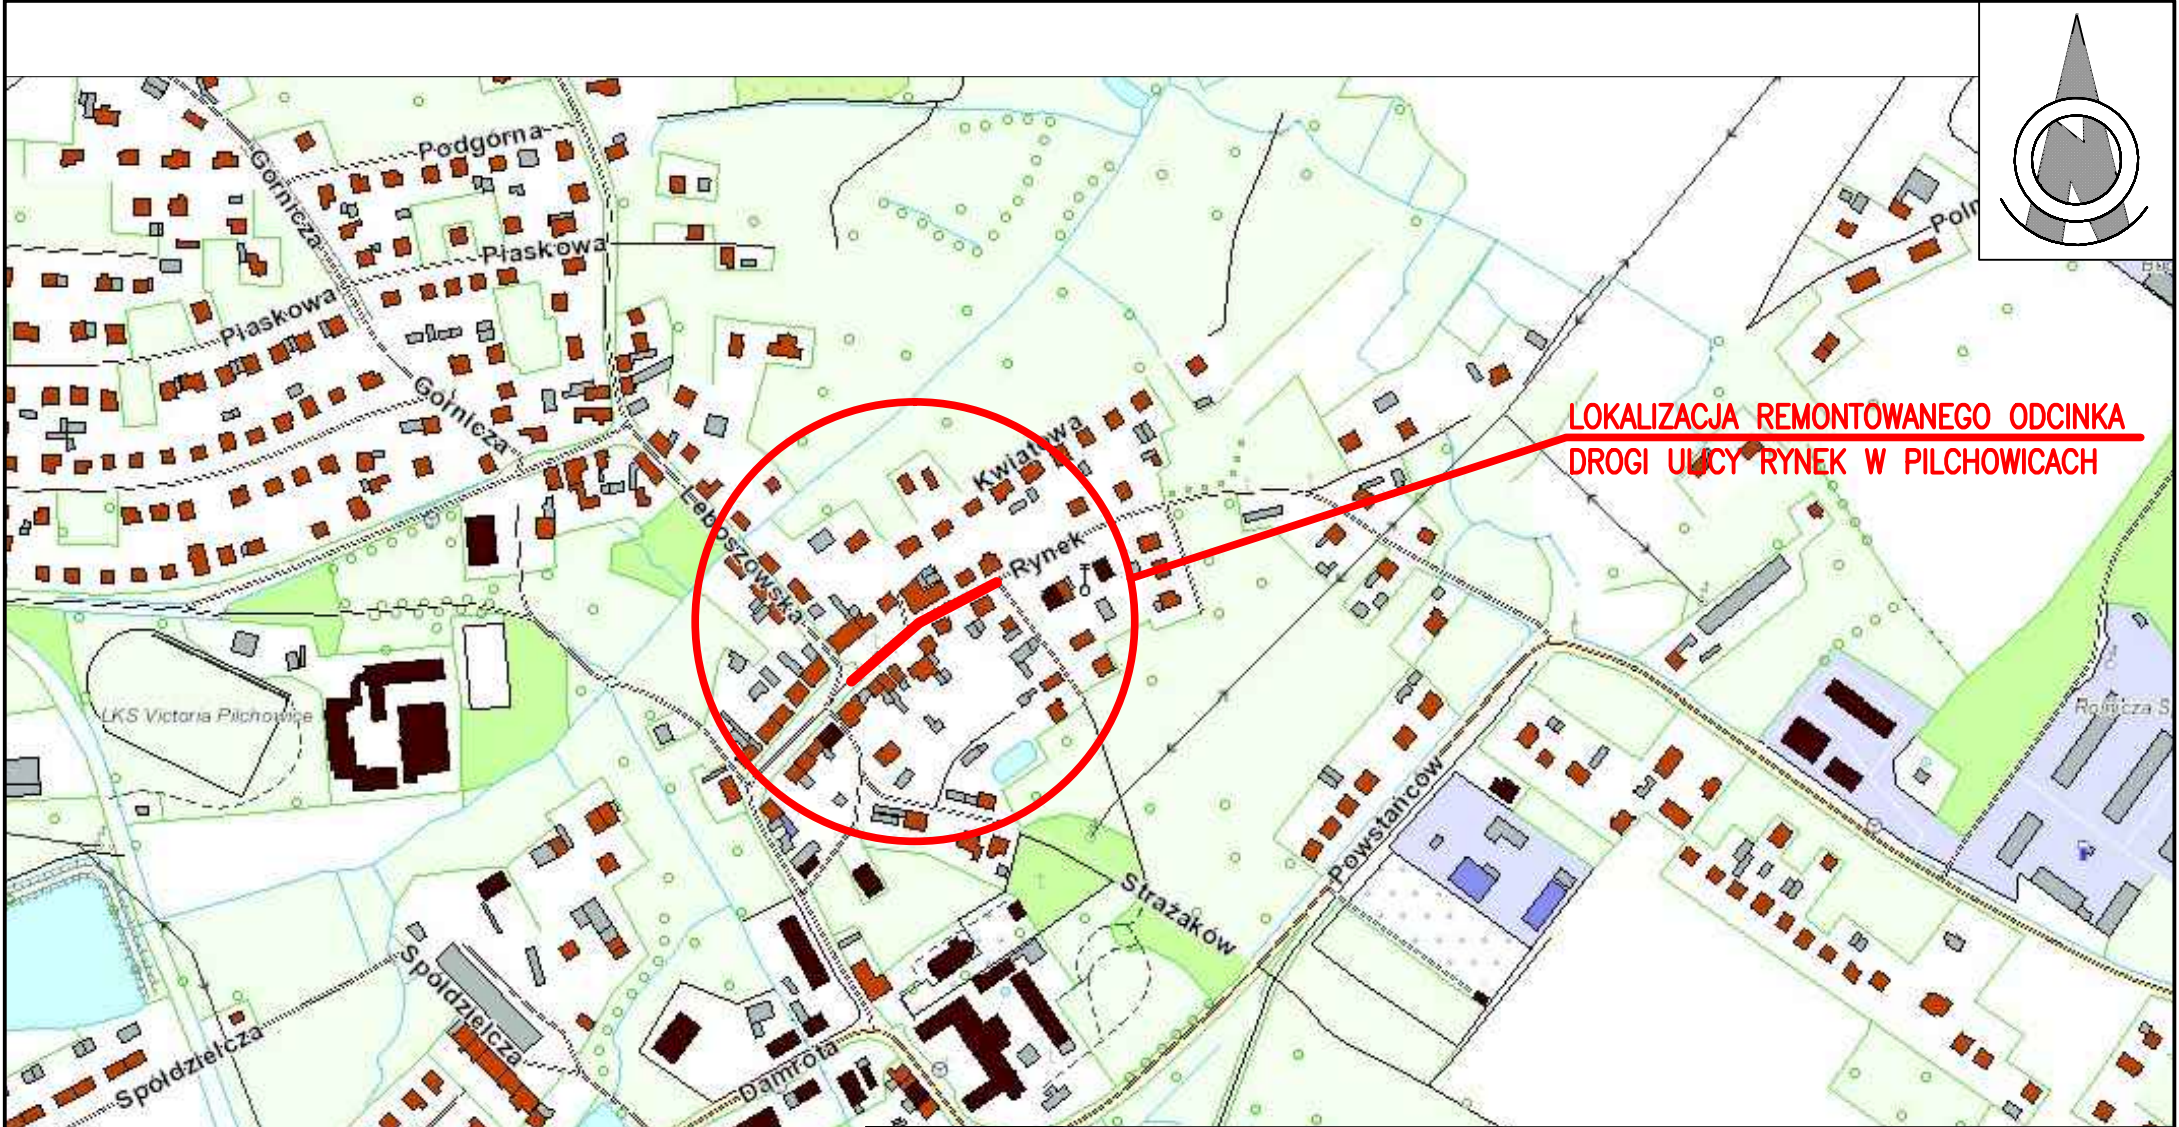 Podgórna
Górnicza
Piaskowa
Piaskowa
Górnicza
LOKALIZACJA REMONTOWANEGO ODCINKA
DROGI ULICY RYNEK W PILCHOWICACH
Kwiatowa
Leboszowska
Rynek
LKS Victoria Pilchowice
Powstańców
Strażaków
Spółdzielcza
Spółdzielcza
Damrota
N